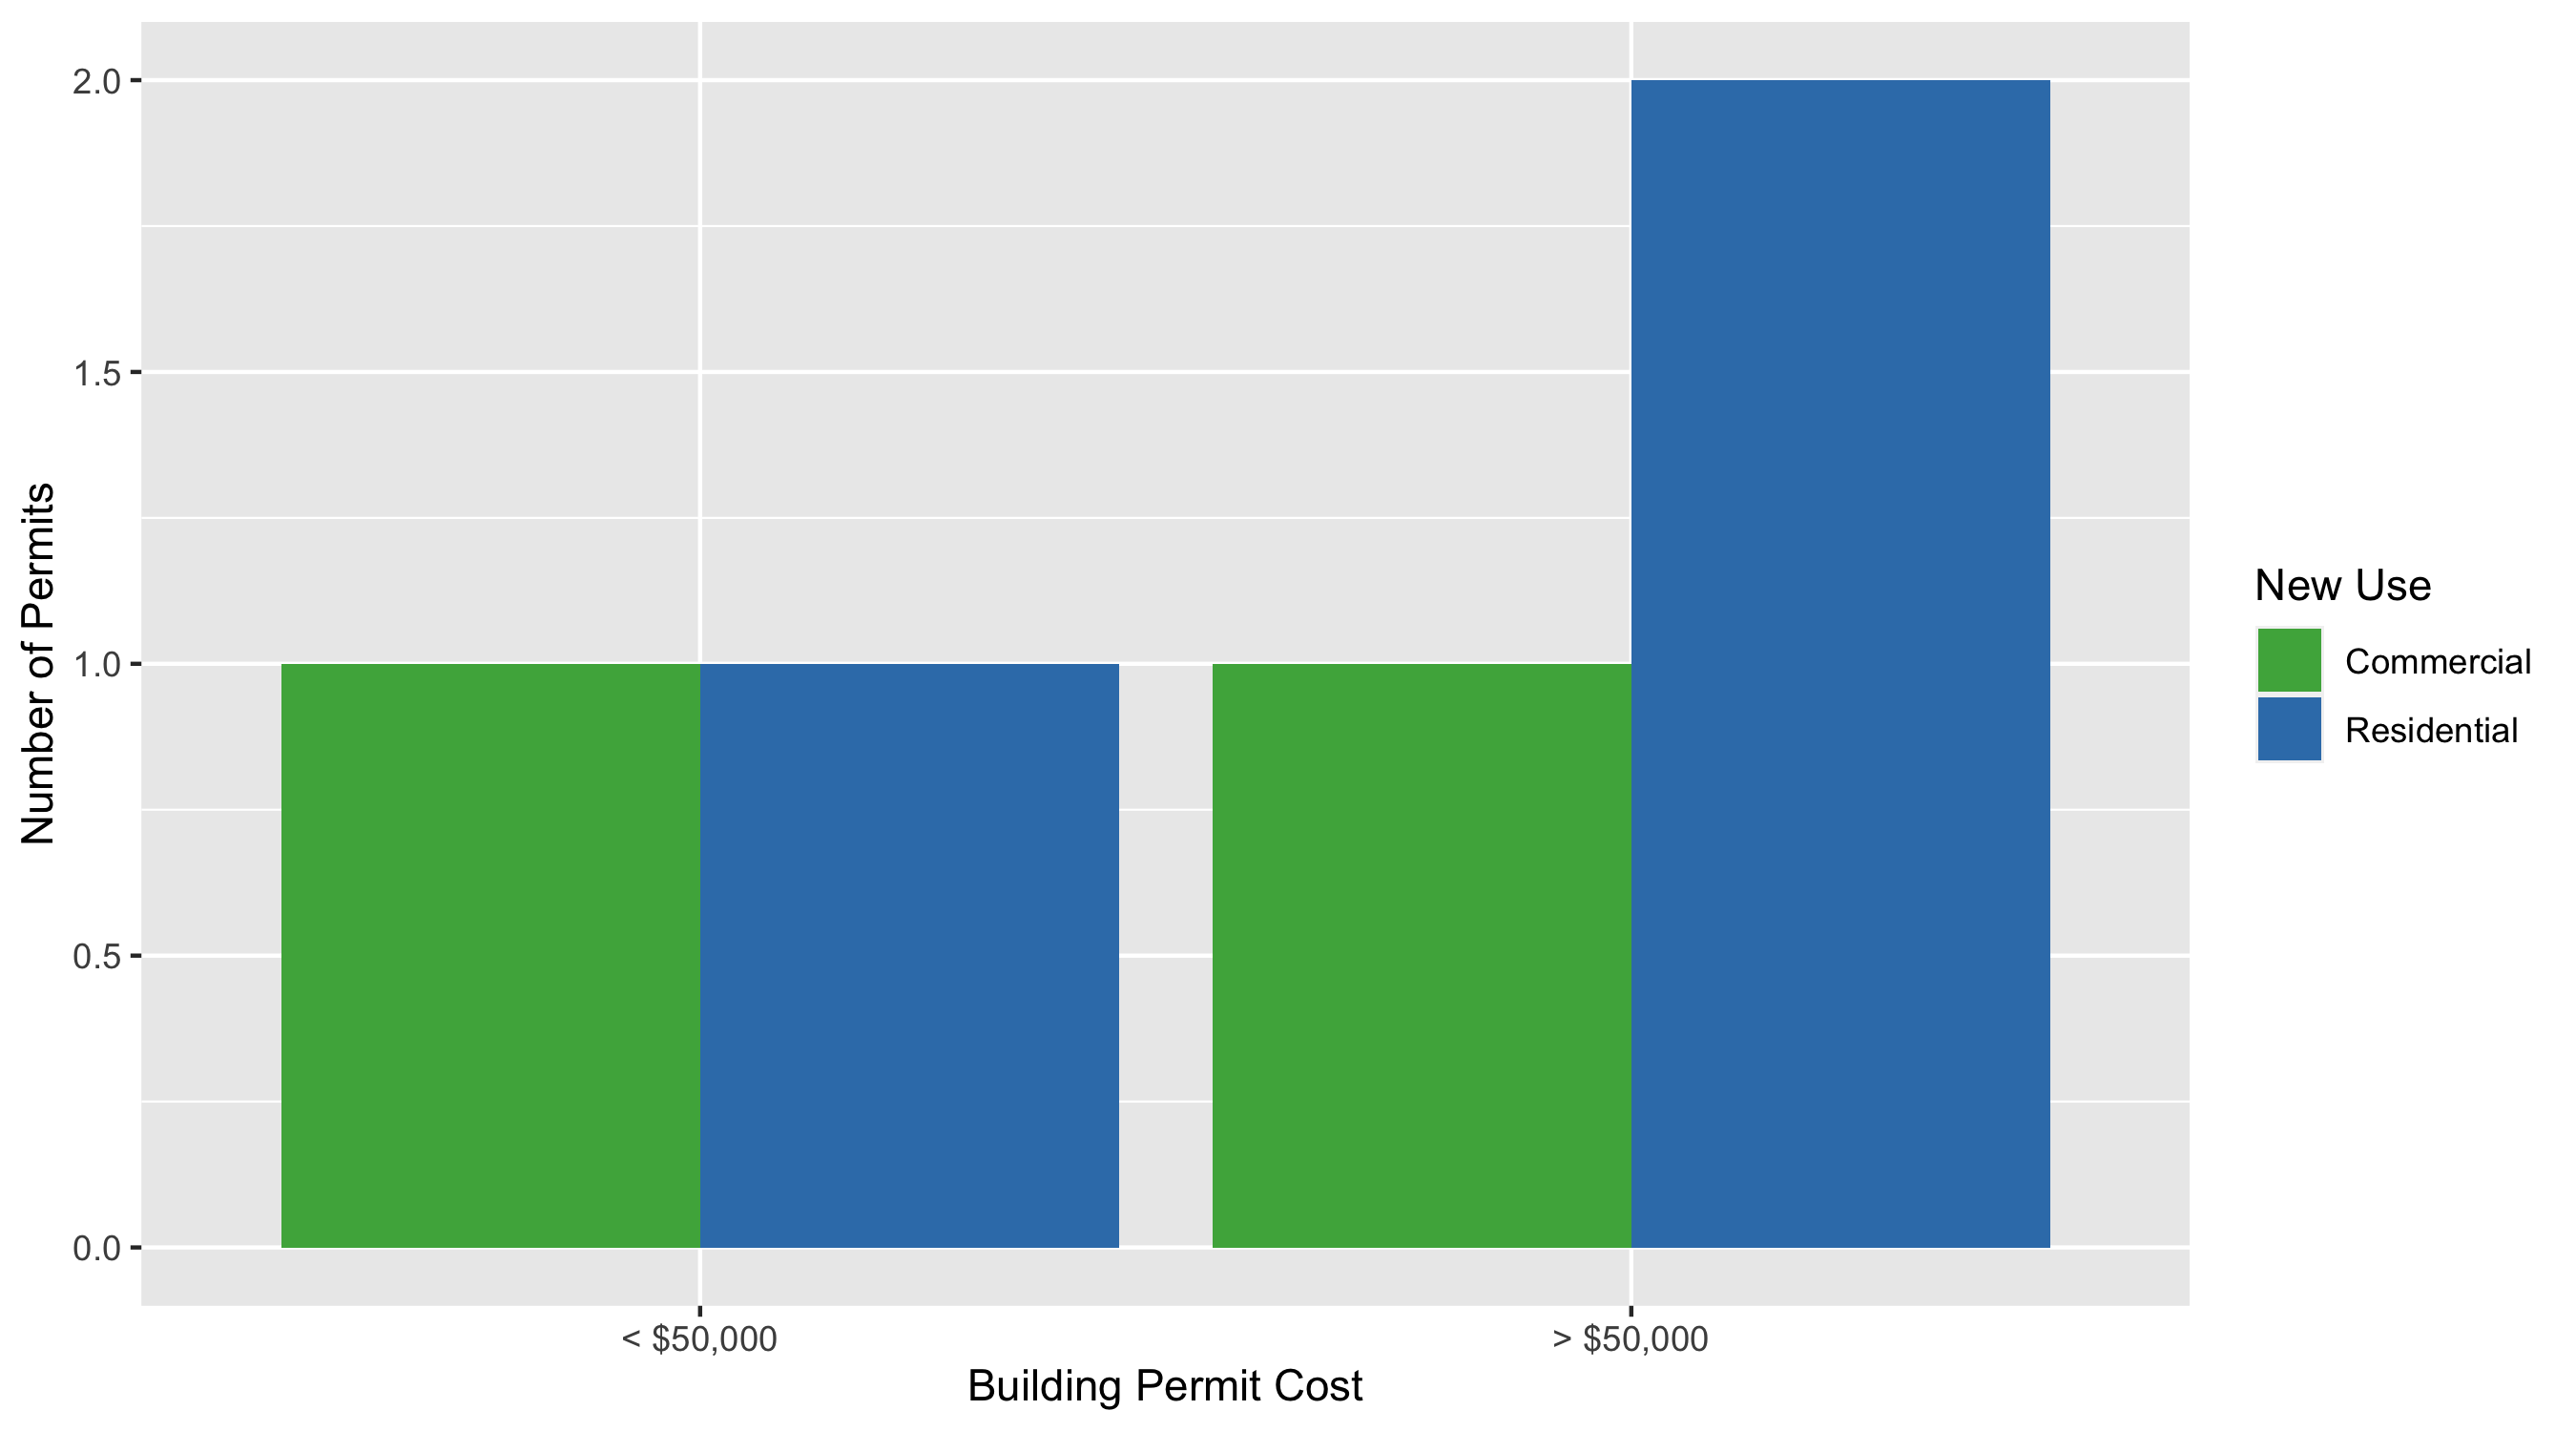 2.0
1.5
1.0
0.5
0.0
Number of Permits
< $50,000
> $50,000
Building Permit Cost
New Use
Commercial
Residential